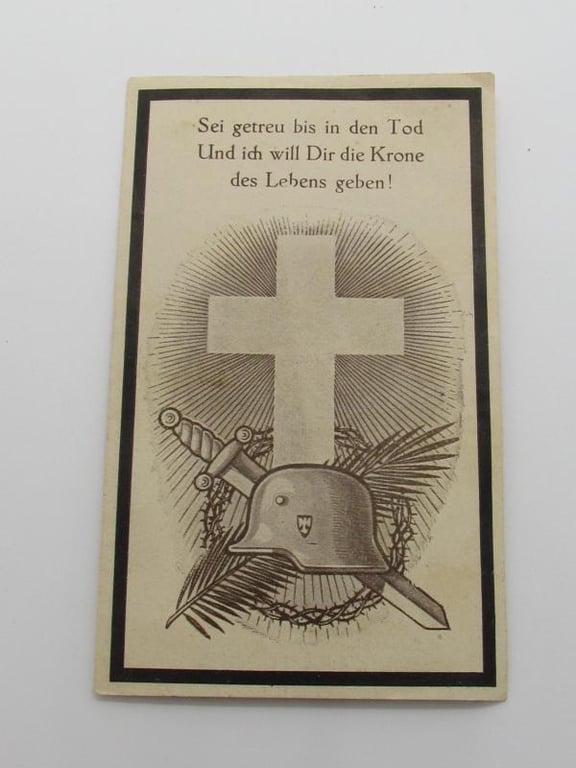 Sei getreu bis in den Tod
Und ich will Dir die Krone
des Lebens geben!